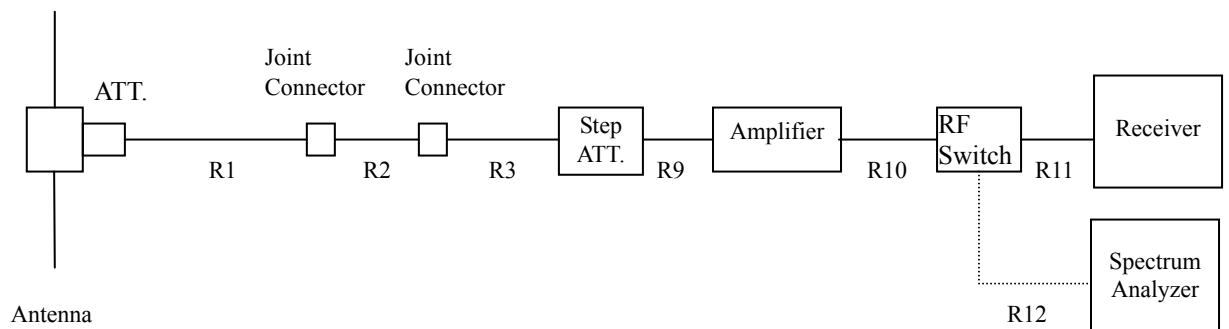 ATT.
Joint
Connector
Joint
Connector
Step
ATT.
Amplifier
RF
Switch
Receiver
R1
R2
R3
R9
R10
R11
Spectrum
Analyzer
Antenna
R12